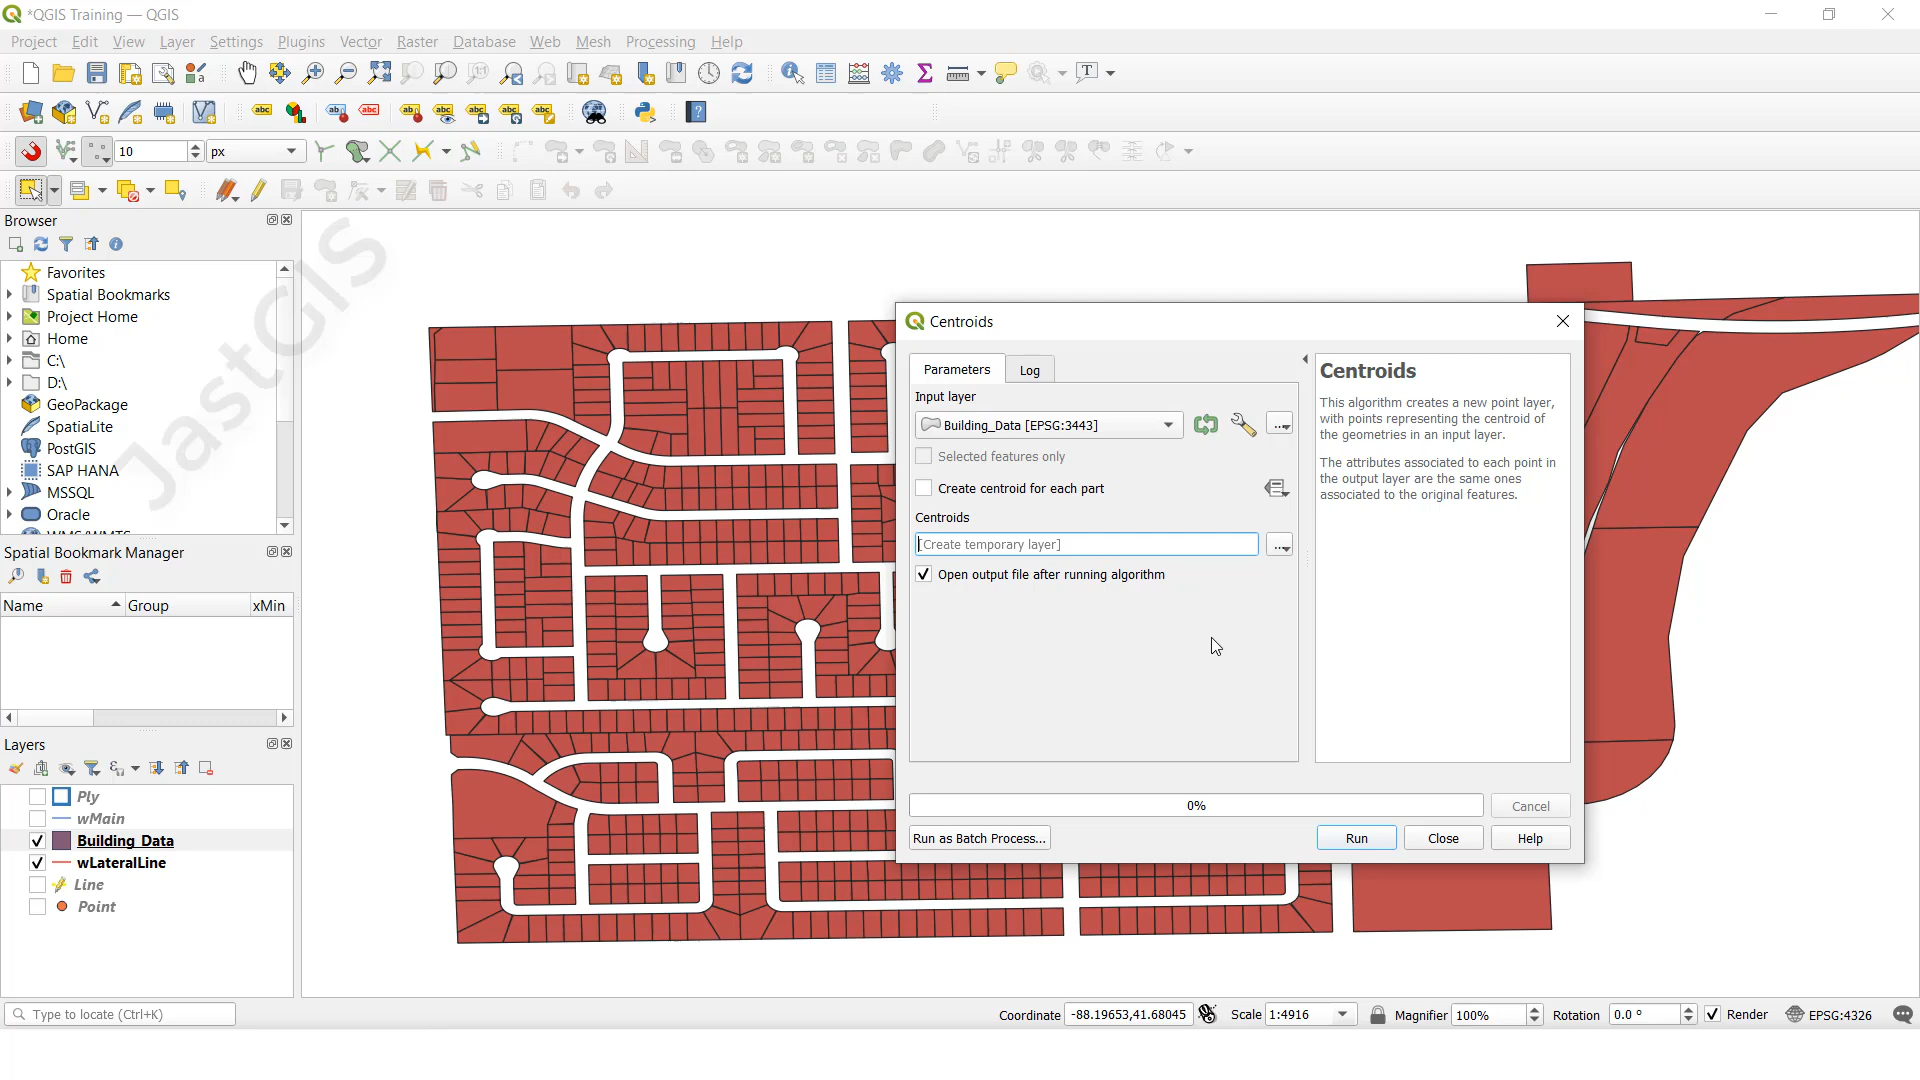 *QGIS Training — QGIS
Project Edit View Layer Settings Plugins Vector Raster Database Web Mesh Processing Help
10 px
Browser
Favorites
Spatial Bookmarks
Project Home
Home
C:\
D:\
GeoPackage
SpatiaLite
PostGIS
SAP HANA
MSSQL
Oracle
WMS/WMTS
JastGIS
Spatial Bookmark Manager
Name Group xMin
Layers
Ply
wMain
Building_Data
wLateralLine
Line
Point
Centroids
Parameters Log
Input layer
Building_Data [EPSG:3443]
Selected features only
Create centroid for each part
Centroids
[Create temporary layer]
Open output file after running algorithm
Centroids
This algorithm creates a new point layer,
with points representing the centroid of
the geometries in an input layer.
The attributes associated to each point in
the output layer are the same ones
associated to the original features.
0% Cancel
Run as Batch Process... Run Close Help
Type to locate (Ctrl+K) Coordinate -88.19653,41.68045 Scale 1:4916 Magnifier 100% Rotation 0.0 ° Render EPSG:4326